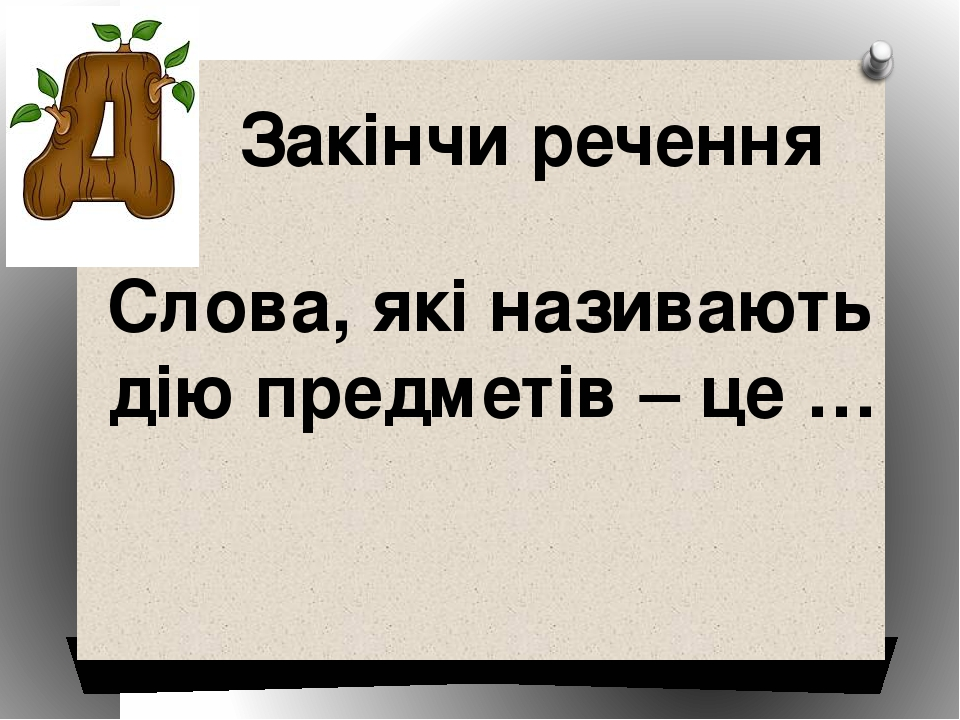 Д
Закінчи речення
Слова, які називають
дію предметів – це ...